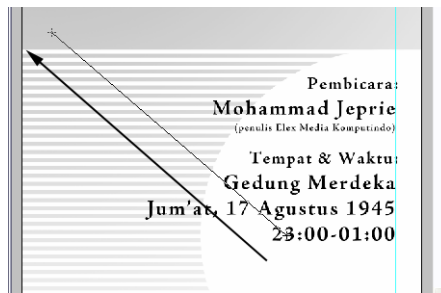 Pembicara:
Mohammad Jeprie
(penulis Elex Media Komputindo)
Tempat & Waktu:
Gedung Merdeka
Jum'at, 17 Agustus 1945
23:00-01:00